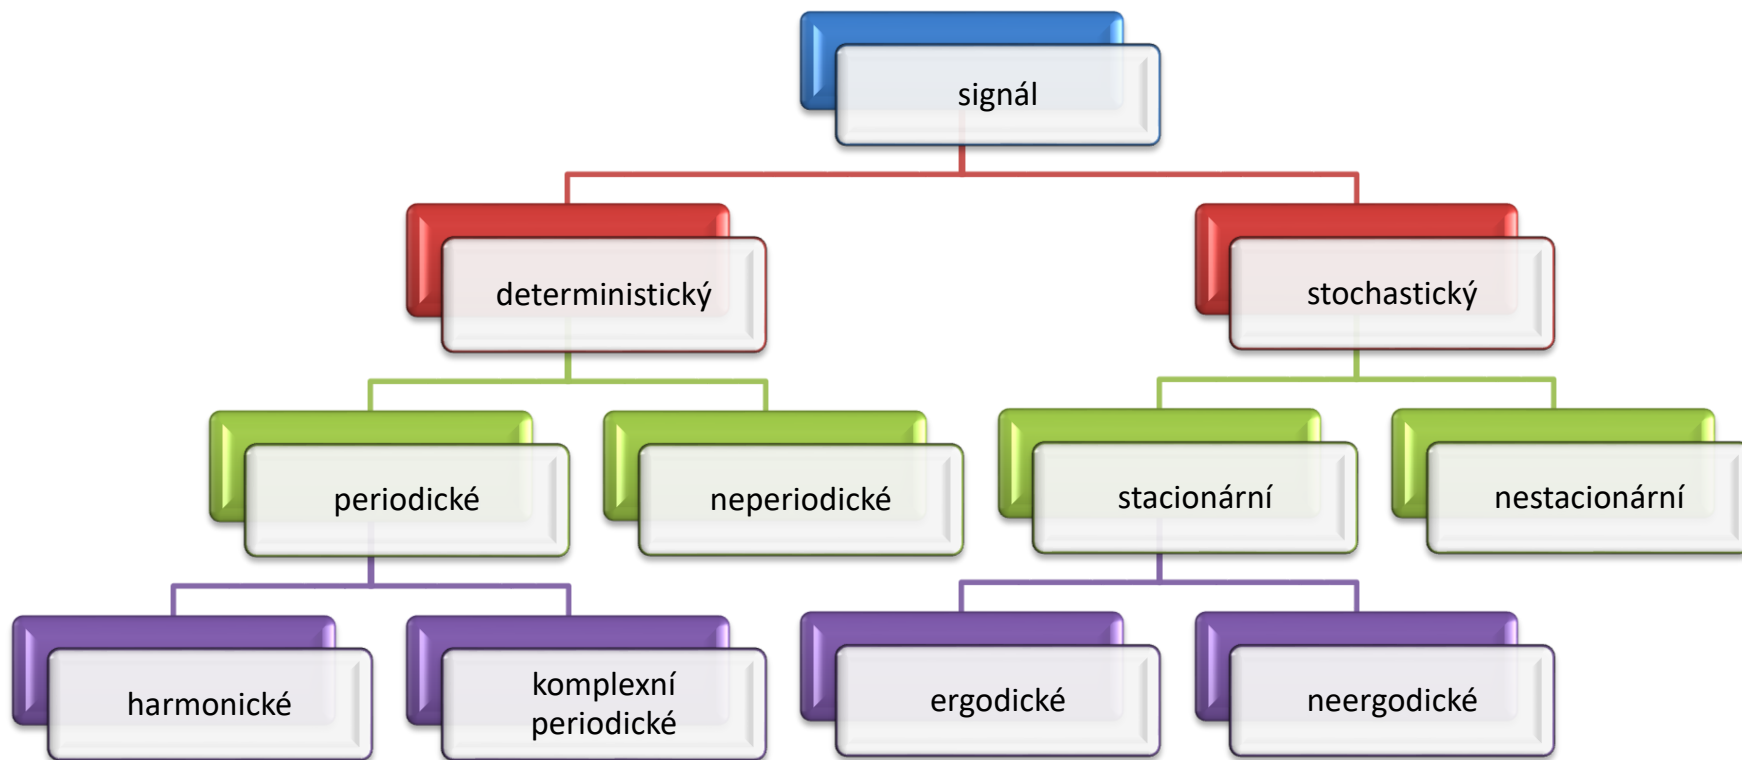 signál
deterministický
stochastický
periodické
neperiodické
stacionární
nestacionární
harmonické
komplexní
periodické
ergodické
neergodické